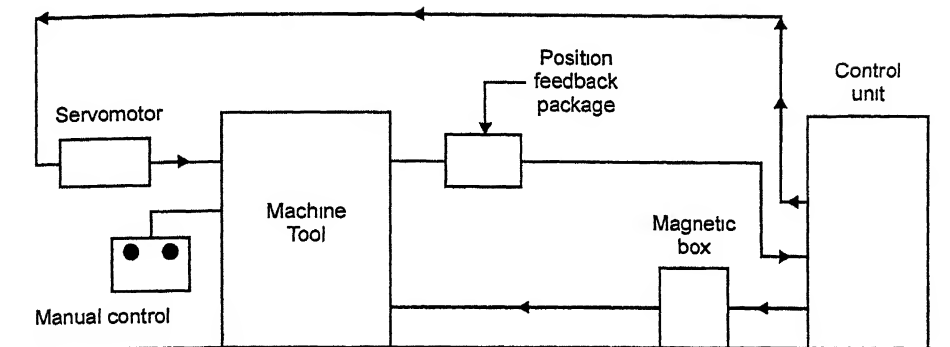 Position
feedback
package
Control
unit
Servomotor
Machine
Tool
Magnetic
box
Manual control